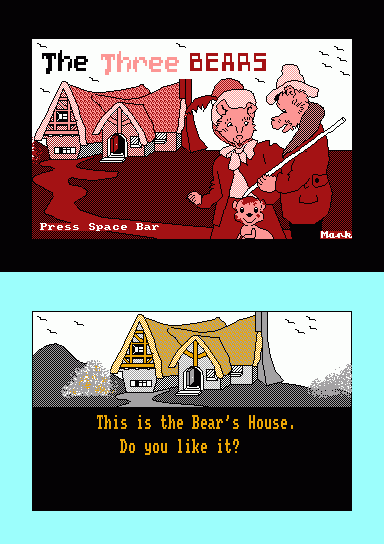 The Three BEARS
Press Space Bar
Mark
This is the Bear's House.
Do you like it?